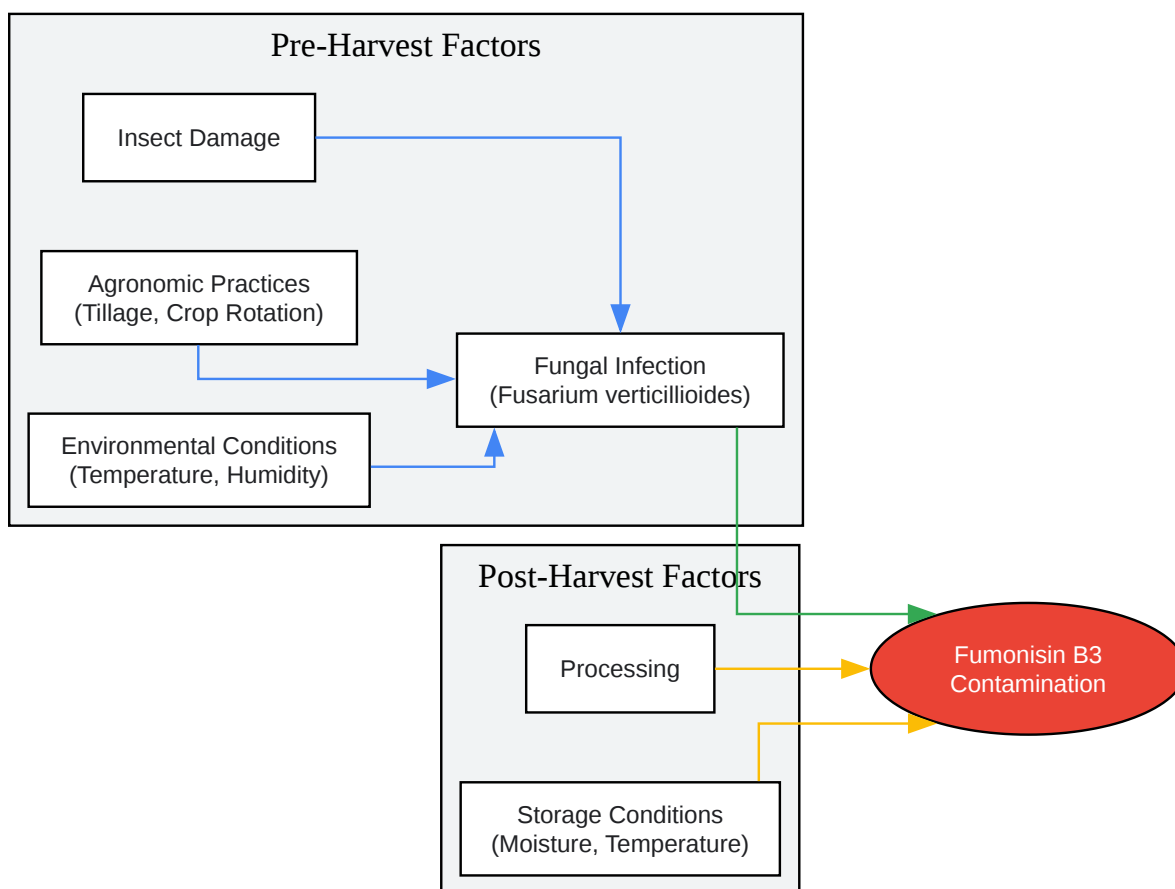 Pre-Harvest Factors
Insect Damage
Agronomic Practices
(Tillage, Crop Rotation)
Fungal Infection
(Fusarium verticillioides)
Environmental Conditions
(Temperature, Humidity)
Post-Harvest Factors
Processing
Fumonisin B3
Contamination
Storage Conditions
(Moisture, Temperature)